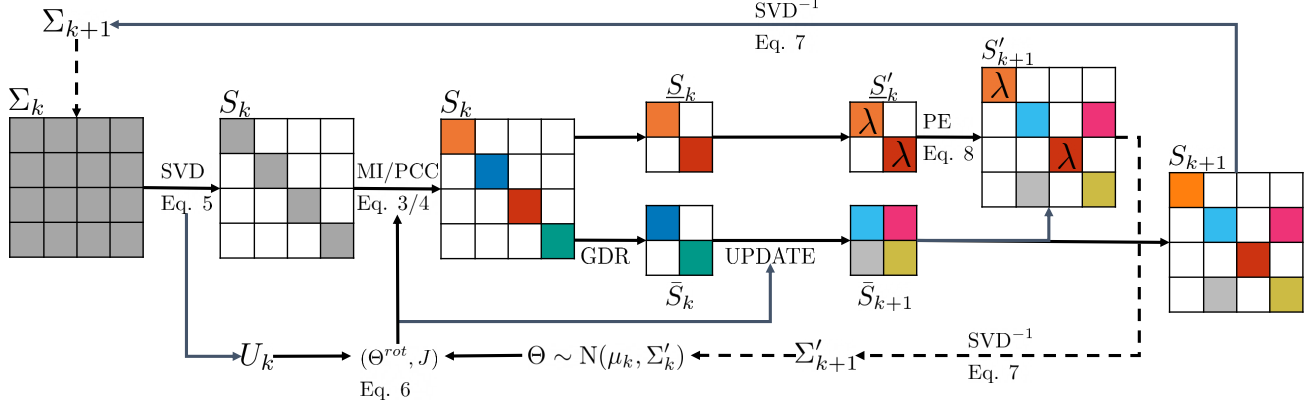 Σ_{k+1}
SVD⁻¹
Eq. 7
Σ_k
S_k
S_k
S̲_k
S̲′_k
S′_{k+1}
λ
λ
λ
λ
SVD
Eq. 5
MI/PCC
Eq. 3/4
PE
Eq. 8
S_{k+1}
GDR
UPDATE
S̄_k
S̄_{k+1}
U_k
(Θ^{rot}, J)
Eq. 6
Θ ∼ N(μ_k, Σ′_k)
Σ′_{k+1}
SVD⁻¹
Eq. 7